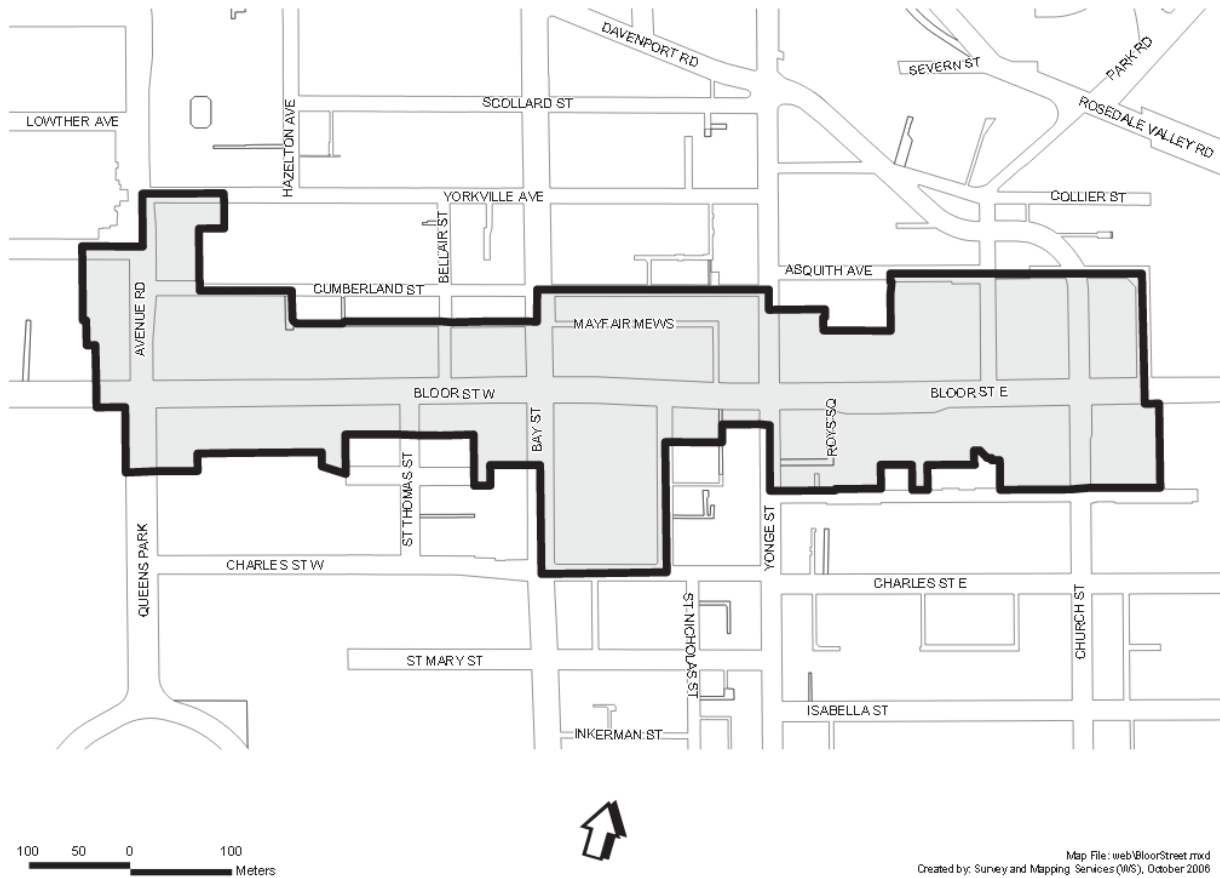 DAVENPORT RD
SEVERN ST
PARK RD
SCOLLARD ST
ROSEDALE VALLEY RD
LOWTHER AVE
HAZELTON AVE
YORKVILLE AVE
COLLIER ST
BELLAIR ST
ASQUITH AVE
CUMBERLAND ST
AVENUE RD
MAYFAIR MEWS
BLOOR ST W
BLOOR ST E
BAY ST
ROYS SQ
ST THOMAS ST
YONGE ST
QUEENS PARK
CHARLES ST W
CHARLES ST E
ST. NICHOLAS ST
CHURCH ST
ST MARY ST
ISABELLA ST
INKERMAN ST
100 50 0 100
Meters
Map File: web\BloorStreet.mxd
Created by: Survey and Mapping Services (WS), October 2006